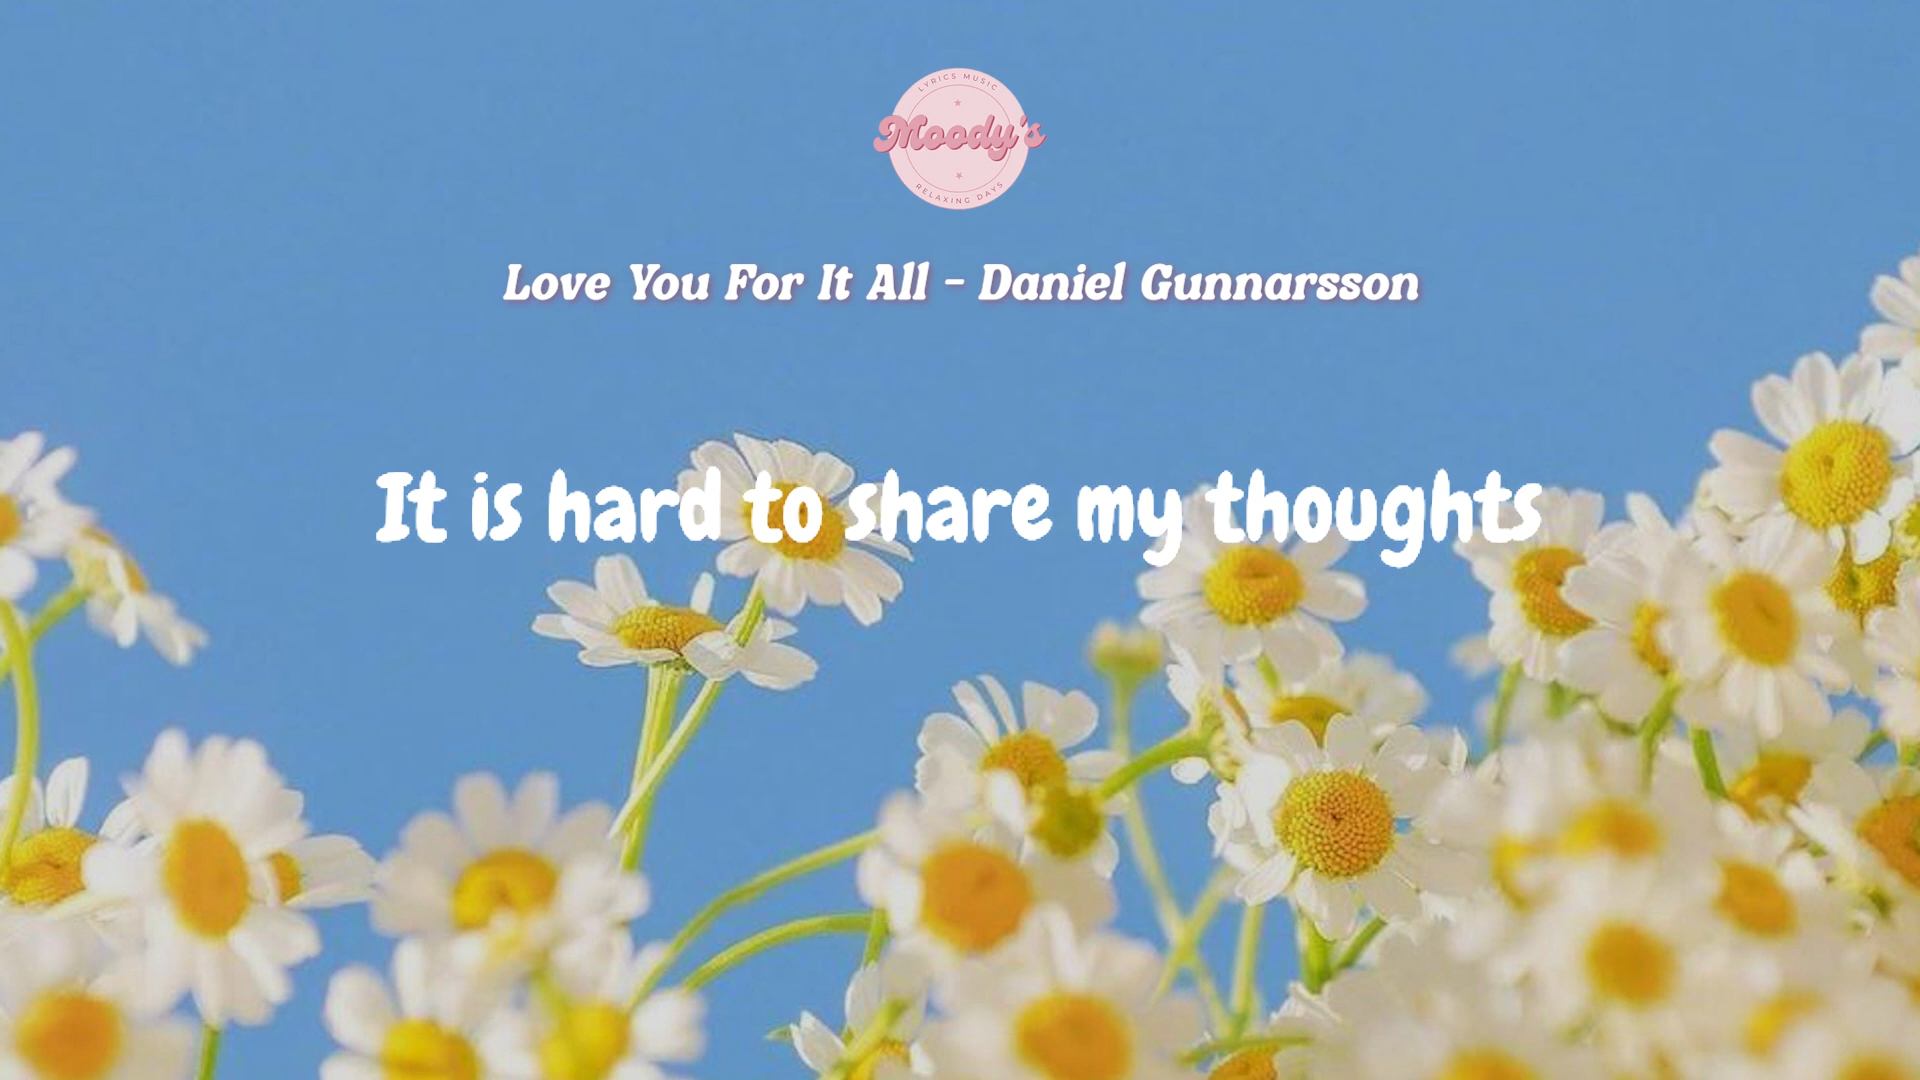 LYRICS MUSIC
Moody's
RELAXING DAYS
Love You For It All - Daniel Gunnarsson
It is hard to share my thoughts